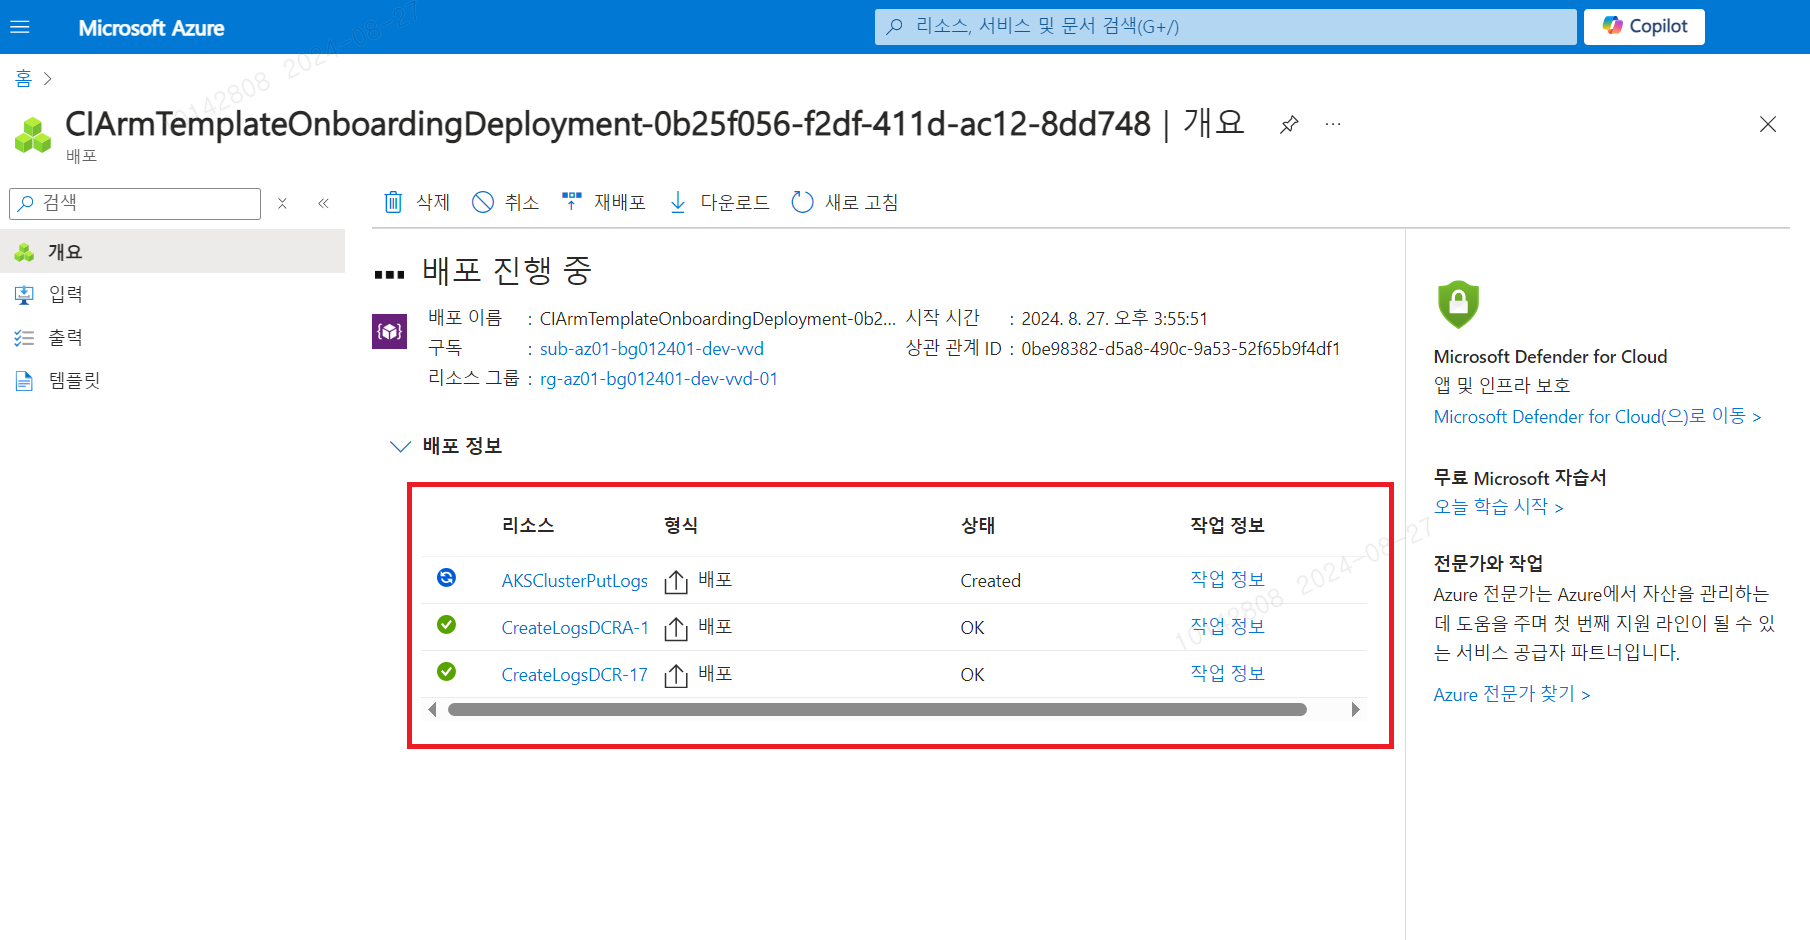 Microsoft Azure
리소스, 서비스 및 문서 검색(G+/)
Copilot
홈 >
CIArmTemplateOnboardingDeployment-0b25f056-f2df-411d-ac12-8dd748 | 개요
배포
검색
개요
입력
출력
템플릿
삭제 취소 재배포 다운로드 새로 고침
배포 진행 중
배포 이름 : CIArmTemplateOnboardingDeployment-0b2... 시작 시간 : 2024. 8. 27. 오후 3:55:51
구독 : sub-az01-bg012401-dev-vvd 상관 관계 ID : 0be98382-d5a8-490c-9a53-52f65b9f4df1
리소스 그룹 : rg-az01-bg012401-dev-vvd-01
배포 정보
리소스 형식 상태 작업 정보
AKSClusterPutLogs 배포 Created 작업 정보
CreateLogsDCRA-1 배포 OK 작업 정보
CreateLogsDCR-17 배포 OK 작업 정보
Microsoft Defender for Cloud
앱 및 인프라 보호
Microsoft Defender for Cloud(으)로 이동 >
무료 Microsoft 자습서
오늘 학습 시작 >
전문가와 작업
Azure 전문가는 Azure에서 자산을 관리하는
데 도움을 주며 첫 번째 지원 라인이 될 수 있
는 서비스 공급자 파트너입니다.
Azure 전문가 찾기 >
10142808 2024-08-27
10142808 2024-08-27